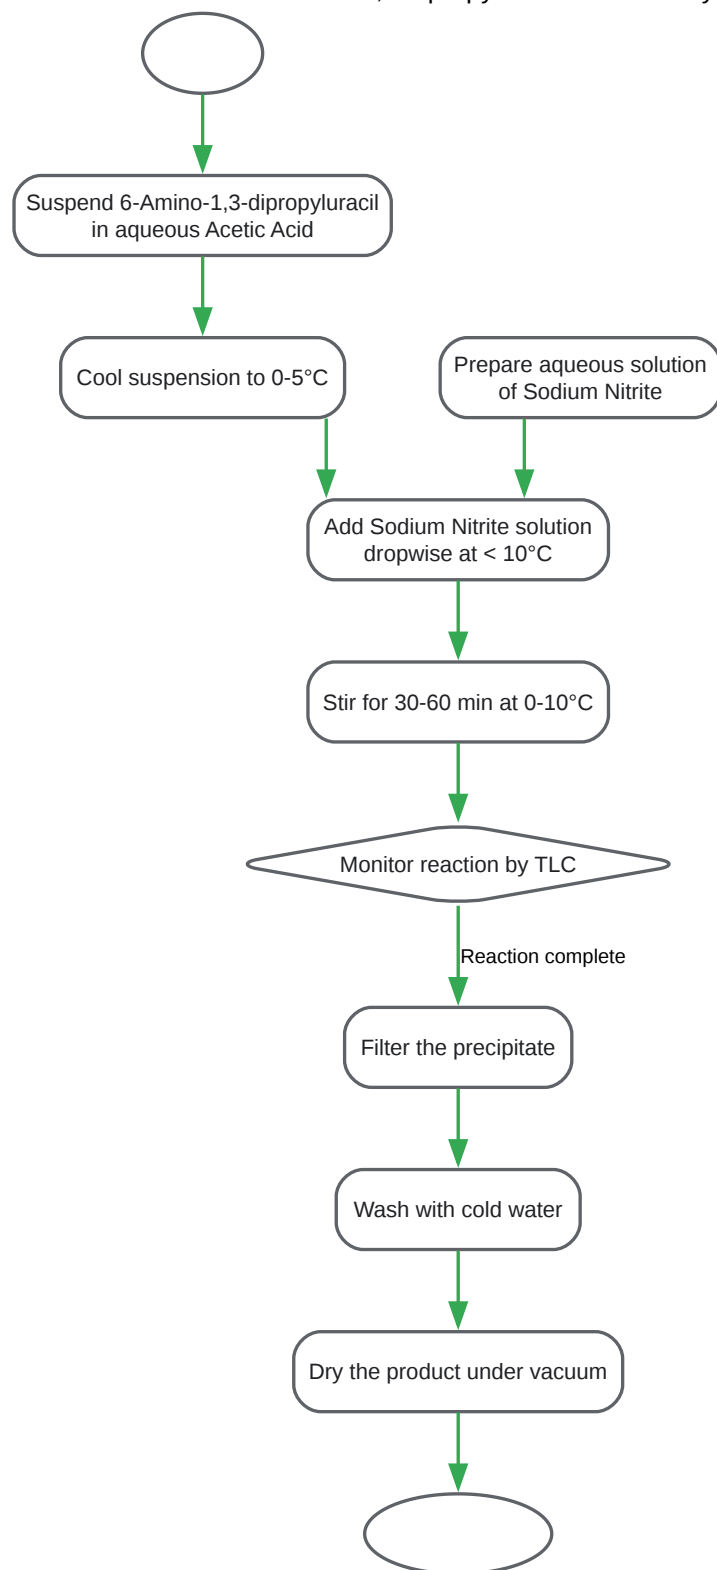 Suspend 6-Amino-1,3-dipropyluracil
in aqueous Acetic Acid
Cool suspension to 0-5°C
Prepare aqueous solution
of Sodium Nitrite
Add Sodium Nitrite solution
dropwise at < 10°C
Stir for 30-60 min at 0-10°C
Monitor reaction by TLC
Reaction complete
Filter the precipitate
Wash with cold water
Dry the product under vacuum